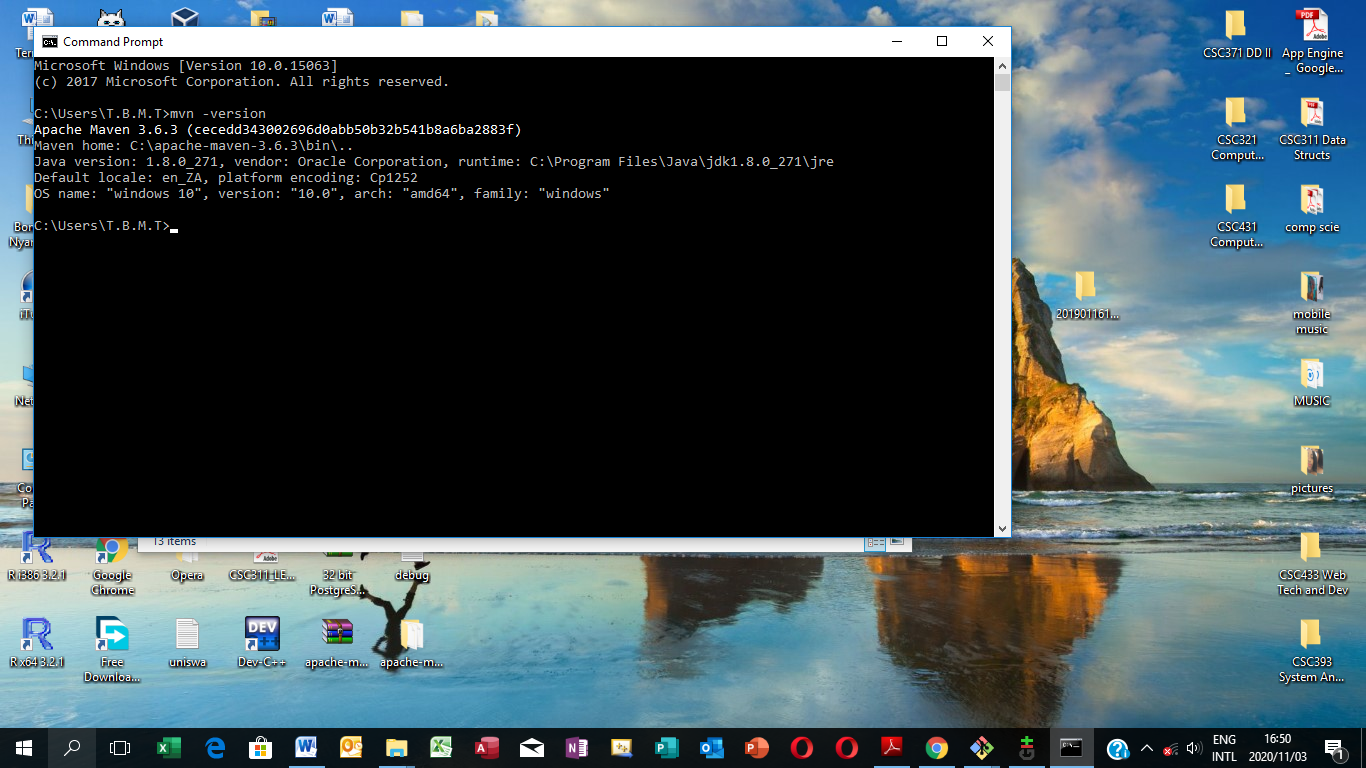 Command Prompt
Microsoft Windows [Version 10.0.15063]
(c) 2017 Microsoft Corporation. All rights reserved.
C:\Users\T.B.M.T>mvn -version
Apache Maven 3.6.3 (cecedd343002696d0abb50b32b541b8a6ba2883f)
Maven home: C:\apache-maven-3.6.3\bin\..
Java version: 1.8.0_271, vendor: Oracle Corporation, runtime: C:\Program Files\Java\jdk1.8.0_271\jre
Default locale: en_ZA, platform encoding: Cp1252
OS name: "windows 10", version: "10.0", arch: "amd64", family: "windows"
C:\Users\T.B.M.T>
13 items
CSC371 DD II
App Engine
_ Google...
CSC321
Comput...
CSC311 Data
Structs
CSC431
Comput...
comp scie
201901161...
mobile
music
MUSIC
pictures
R i386 3.2.1
Google
Chrome
Opera
CSC311_LE...
32 bit
PostgreS...
debug
CSC433 Web
Tech and Dev
R x64 3.2.1
Free
Downloa...
uniswa
DEV
Dev-C++
apache-m...
apache-m...
CSC393
System An...
ENG
INTL
16:50
2020/11/03
1